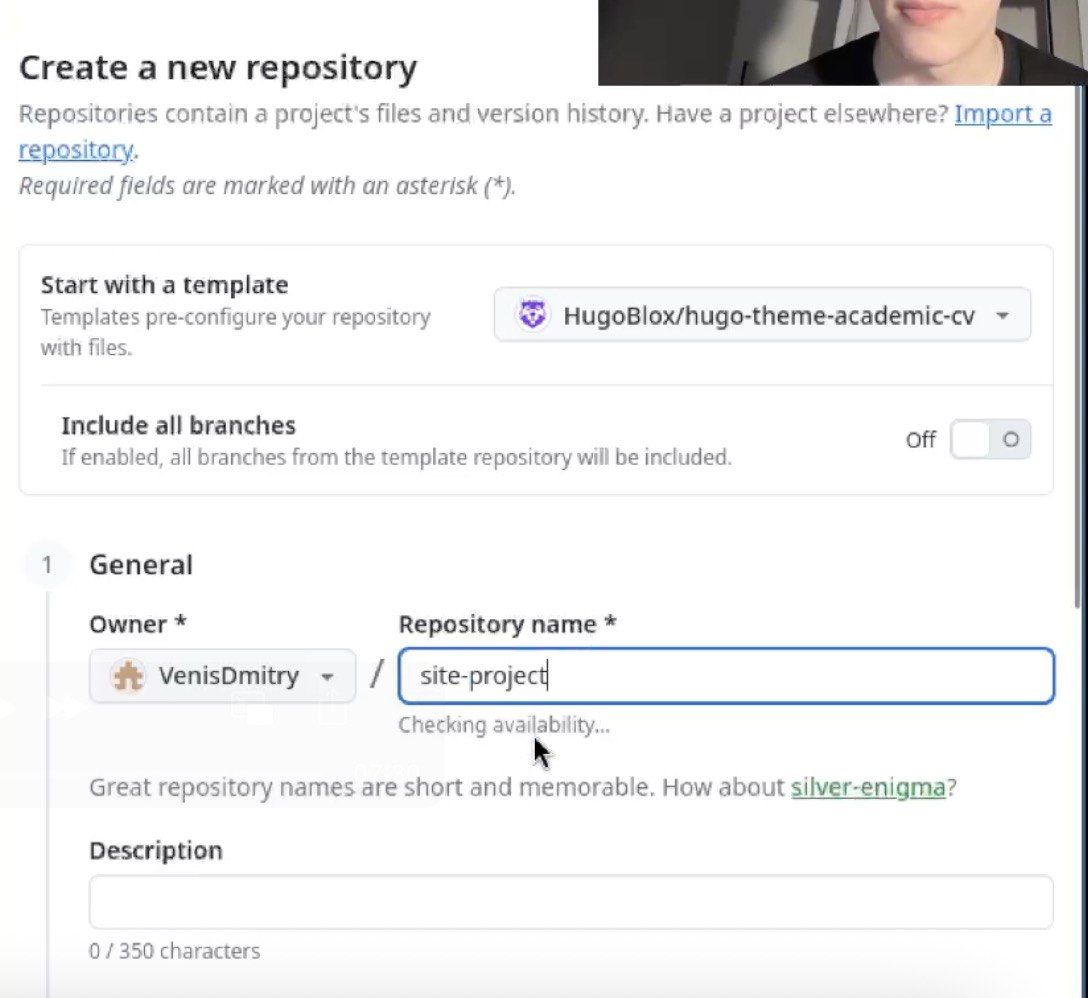 Create a new repository
Repositories contain a project's files and version history. Have a project elsewhere? Import a
repository.
Required fields are marked with an asterisk (*).
Start with a template
Templates pre-configure your repository
with files.
HugoBlox/hugo-theme-academic-cv
Include all branches
If enabled, all branches from the template repository will be included.
Off
1
General
Owner *
Repository name *
VenisDmitry
/
site-project
Checking availability...
Great repository names are short and memorable. How about silver-enigma?
Description
0 / 350 characters